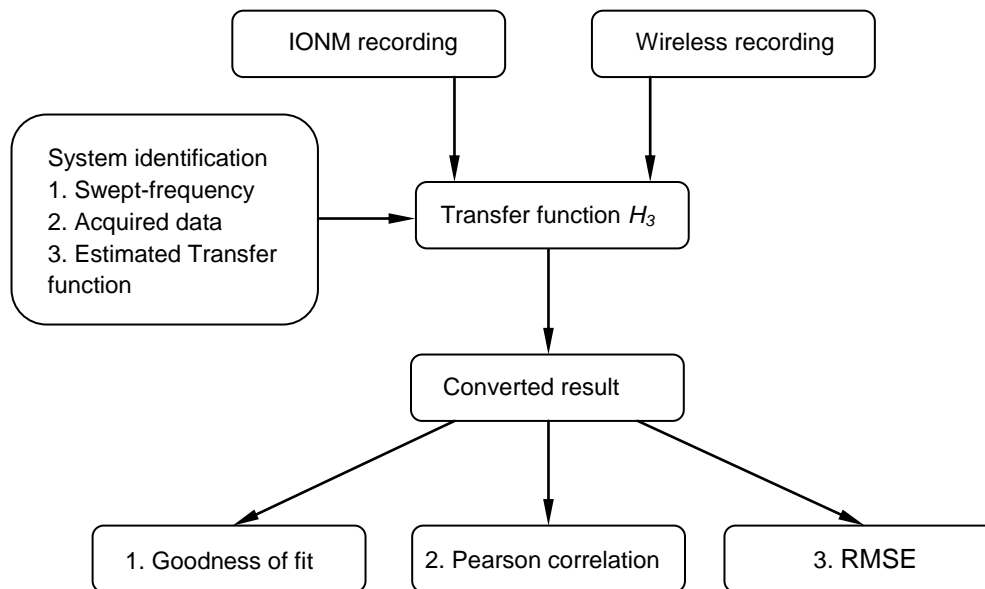 IONM recording
Wireless recording
System identification
1. Swept-frequency
2. Acquired data
3. Estimated Transfer
function
Transfer function H₃
Converted result
1. Goodness of fit
2. Pearson correlation
3. RMSE